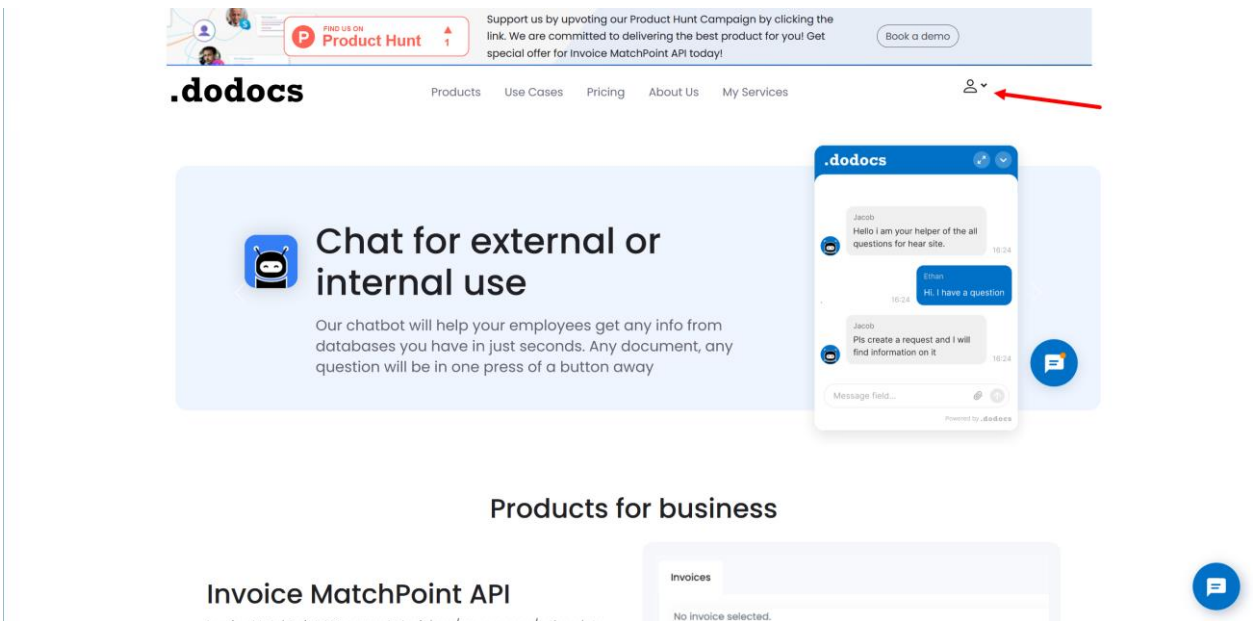 FIND US ON
Product Hunt
1
Support us by upvoting our Product Hunt Campaign by clicking the
link. We are committed to delivering the best product for you! Get
special offer for Invoice MatchPoint API today!
Book a demo
.dodocs
Products Use Cases Pricing About Us My Services
Chat for external or
internal use
Our chatbot will help your employees get any info from
databases you have in just seconds. Any document, any
question will be in one press of a button away
.dodocs
Jacob
Hello i am your helper of the all
questions for hear site.
16:24
Ethan
Hi. I have a question
16:24
Jacob
Pls create a request and I will
find information on it
16:24
Message field...
Powered by .dodocs
Products for business
Invoice MatchPoint API
Invoices
No invoice selected.